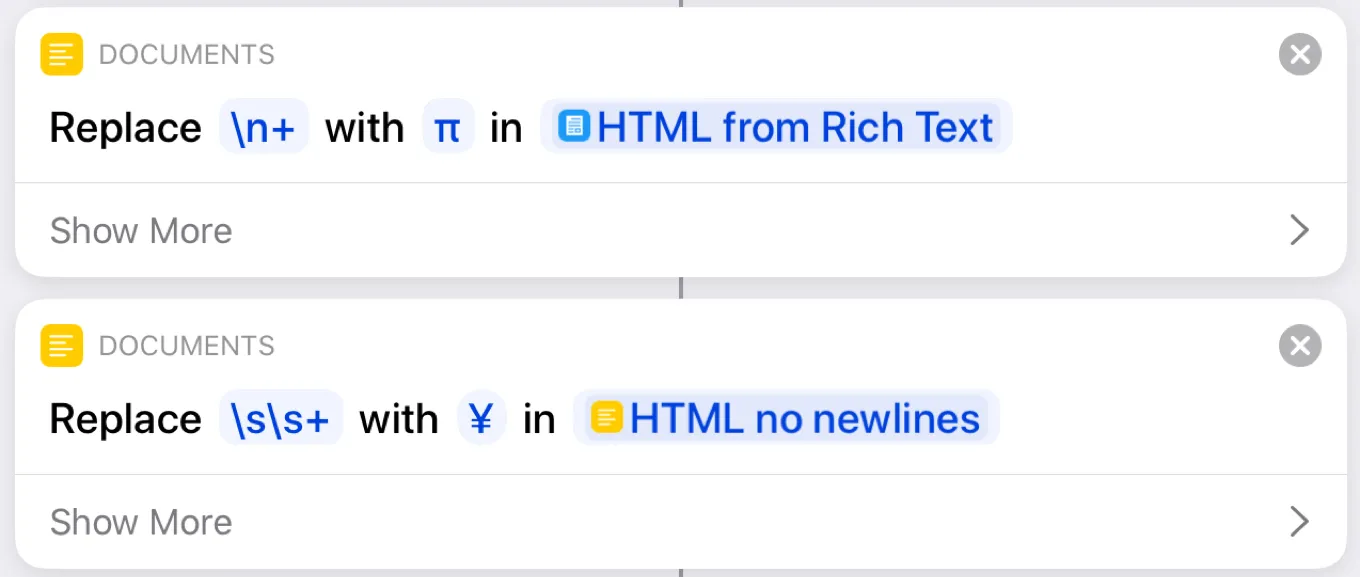 DOCUMENTS
Replace \n+ with π in HTML from Rich Text
Show More
DOCUMENTS
Replace \s\s+ with ¥ in HTML no newlines
Show More